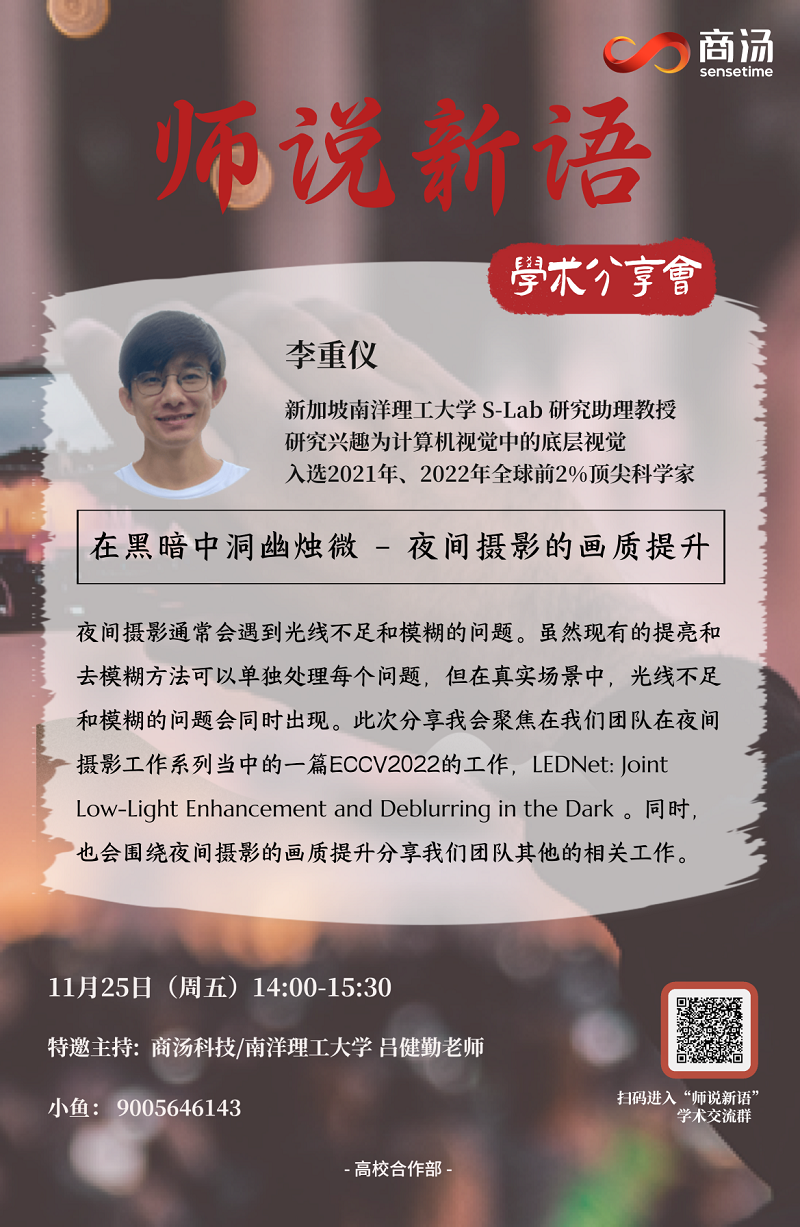 商汤
sensetime
师说新语
學术分享會
李重仪
新加坡南洋理工大学 S-Lab 研究助理教授
研究兴趣为计算机视觉中的底层视觉
入选2021年、2022年全球前2%顶尖科学家
在黑暗中洞幽烛微 – 夜间摄影的画质提升
夜间摄影通常会遇到光线不足和模糊的问题。虽然现有的提亮和
去模糊方法可以单独处理每个问题，但在真实场景中，光线不足
和模糊的问题会同时出现。此次分享我会聚焦在我们团队在夜间
摄影工作系列当中的一篇ECCV2022的工作，LEDNet: Joint
Low-Light Enhancement and Deblurring in the Dark 。同时，
也会围绕夜间摄影的画质提升分享我们团队其他的相关工作。
11月25日（周五）14:00-15:30
特邀主持: 商汤科技/南洋理工大学 吕健勤老师
小鱼： 9005646143
扫码进入“师说新语”
学术交流群
- 高校合作部 -